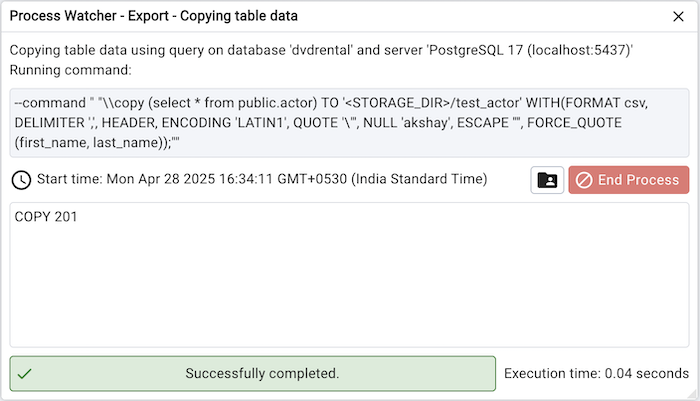 Process Watcher - Export - Copying table data
Copying table data using query on database 'dvdrental' and server 'PostgreSQL 17 (localhost:5437)'
Running command:
--command " "\\copy (select * from public.actor) TO '<STORAGE_DIR>/test_actor' WITH(FORMAT csv,
DELIMITER ',', HEADER, ENCODING 'LATIN1', QUOTE '\"', NULL 'akshay', ESCAPE '''', FORCE_QUOTE
(first_name, last_name));""
Start time: Mon Apr 28 2025 16:34:11 GMT+0530 (India Standard Time)
End Process
COPY 201
Successfully completed.
Execution time: 0.04 seconds